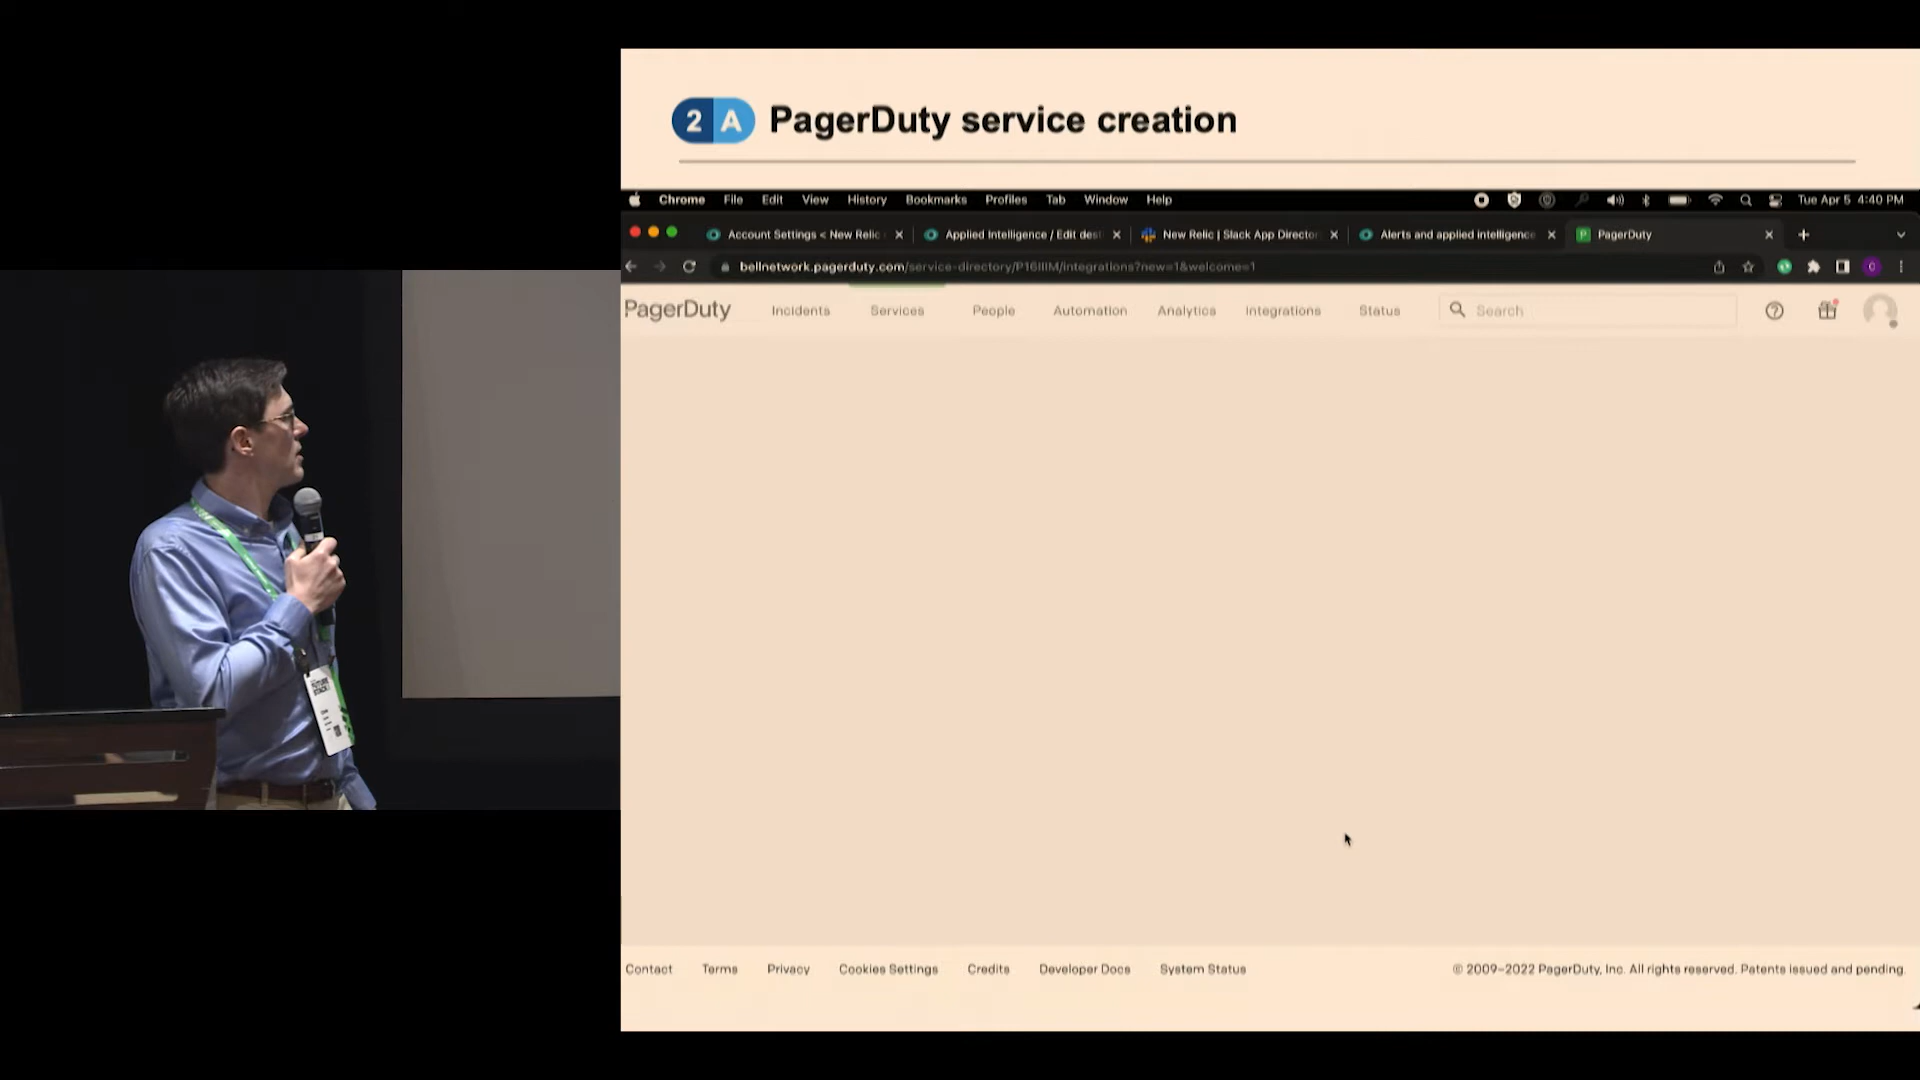 2 A PagerDuty service creation
Chrome File Edit View History Bookmarks Profiles Tab Window Help Tue Apr 5 4:40 PM
Account Settings < New Relic Applied Intelligence / Edit dest New Relic | Slack App Director Alerts and applied intelligence PagerDuty
bellnetwork.pagerduty.com/service-directory/P16IIIM/integrations?new=1&welcome=1
PagerDuty Incidents Services People Automation Analytics Integrations Status Search
FUTURE
STACK
Contact Terms Privacy Cookies Settings Credits Developer Docs System Status © 2009–2022 PagerDuty, Inc. All rights reserved. Patents issued and pending.